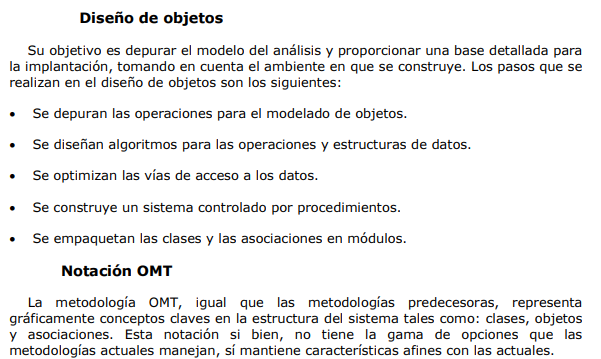 Diseño de objetos
Su objetivo es depurar el modelo del análisis y proporcionar una base detallada para
la implantación, tomando en cuenta el ambiente en que se construye. Los pasos que se
realizan en el diseño de objetos son los siguientes:
• Se depuran las operaciones para el modelado de objetos.
• Se diseñan algoritmos para las operaciones y estructuras de datos.
• Se optimizan las vías de acceso a los datos.
• Se construye un sistema controlado por procedimientos.
• Se empaquetan las clases y las asociaciones en módulos.
Notación OMT
La metodología OMT, igual que las metodologías predecesoras, representa
gráficamente conceptos claves en la estructura del sistema tales como: clases, objetos
y asociaciones. Esta notación si bien, no tiene la gama de opciones que las
metodologías actuales manejan, sí mantiene características afines con las actuales.